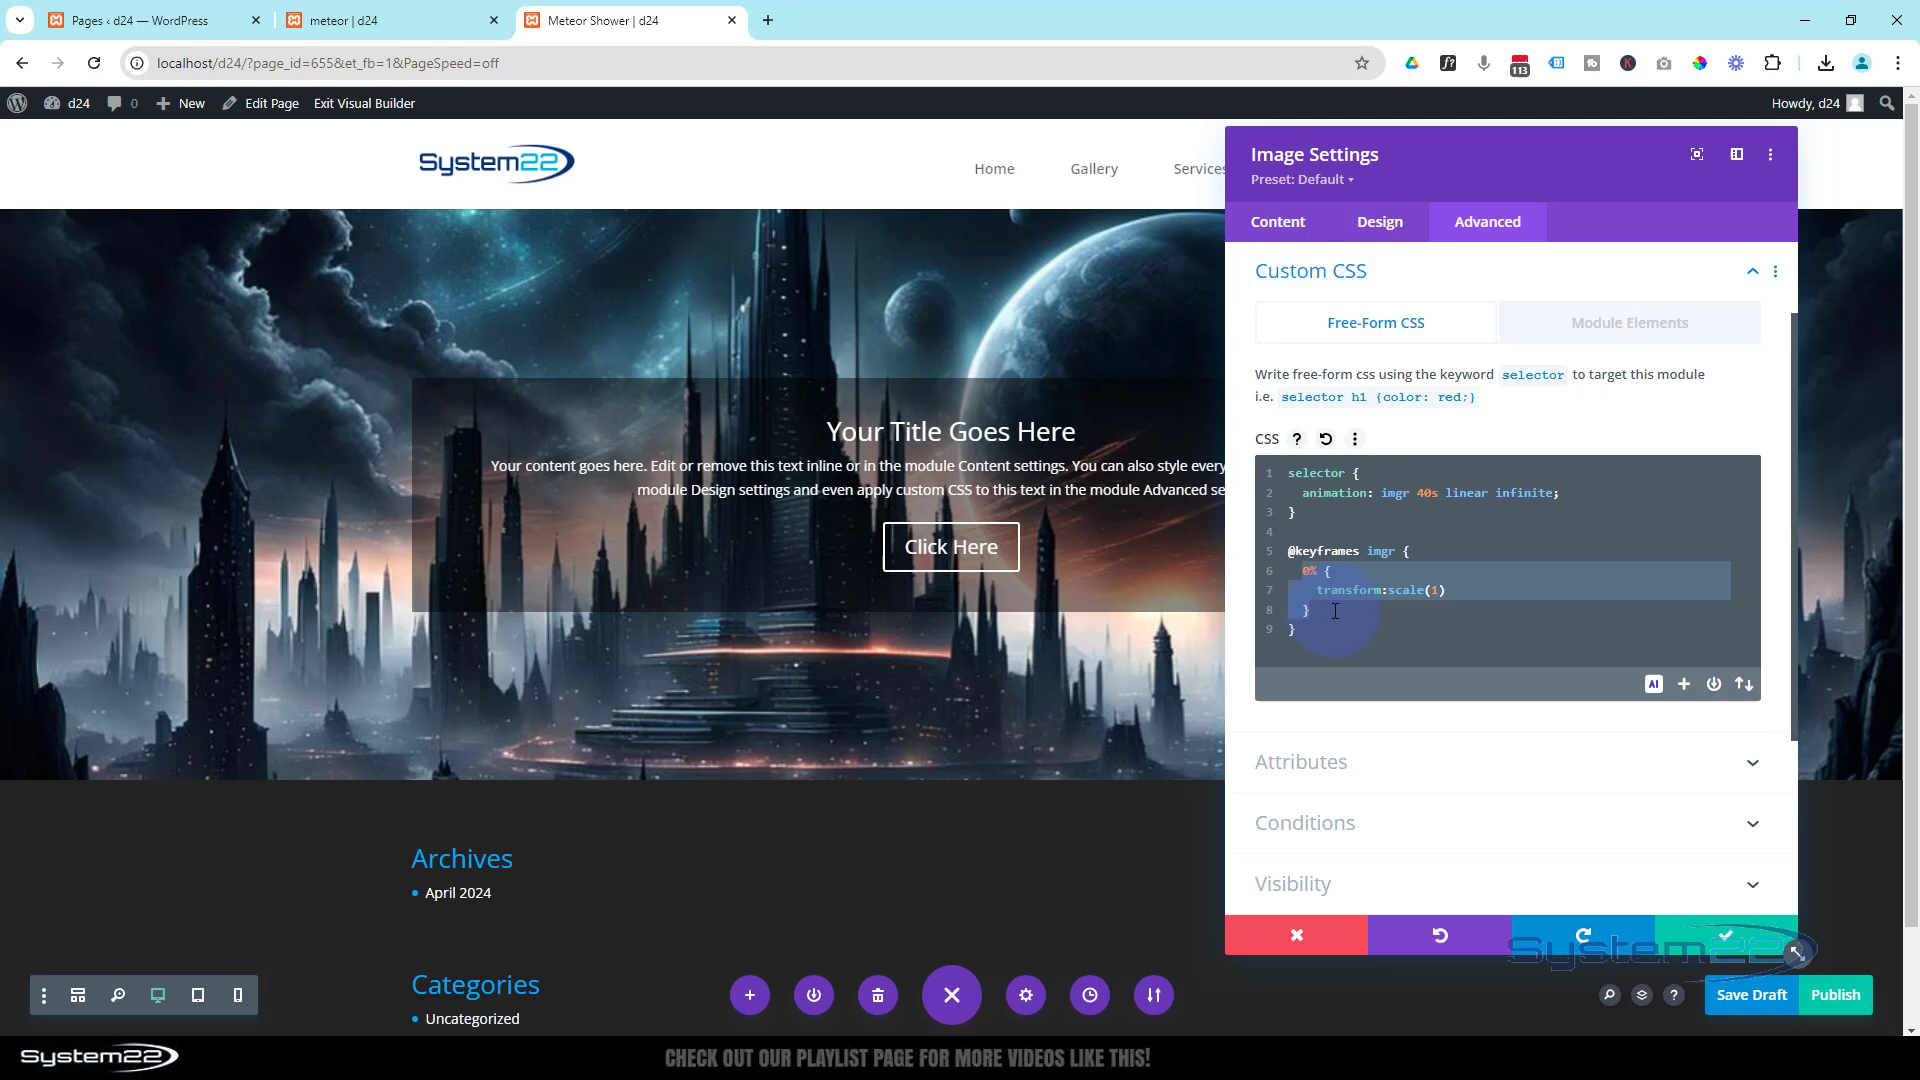 Pages ‹ d24 — WordPress
meteor | d24
Meteor Shower | d24
localhost/d24/?page_id=655&et_fb=1&PageSpeed=off
113
d24
0
New
Edit Page
Exit Visual Builder
Howdy, d24
System22
Home
Gallery
Services
Image Settings
Preset: Default
Content
Design
Advanced
Custom CSS
Free-Form CSS
Module Elements
Write free-form css using the keyword selector to target this module
i.e. selector h1 {color: red;}
CSS
1 selector {
2 animation: imgr 40s linear infinite;
3 }
4
5 @keyframes imgr {
6 0% {
7 transform:scale(1)
8 }
9 }
AI
Your Title Goes Here
Your content goes here. Edit or remove this text inline or in the module Content settings. You can also style every
module Design settings and even apply custom CSS to this text in the module Advanced se
Click Here
Attributes
Conditions
Visibility
Archives
April 2024
Categories
Uncategorized
System22
Save Draft
Publish
System22
CHECK OUT OUR PLAYLIST PAGE FOR MORE VIDEOS LIKE THIS!